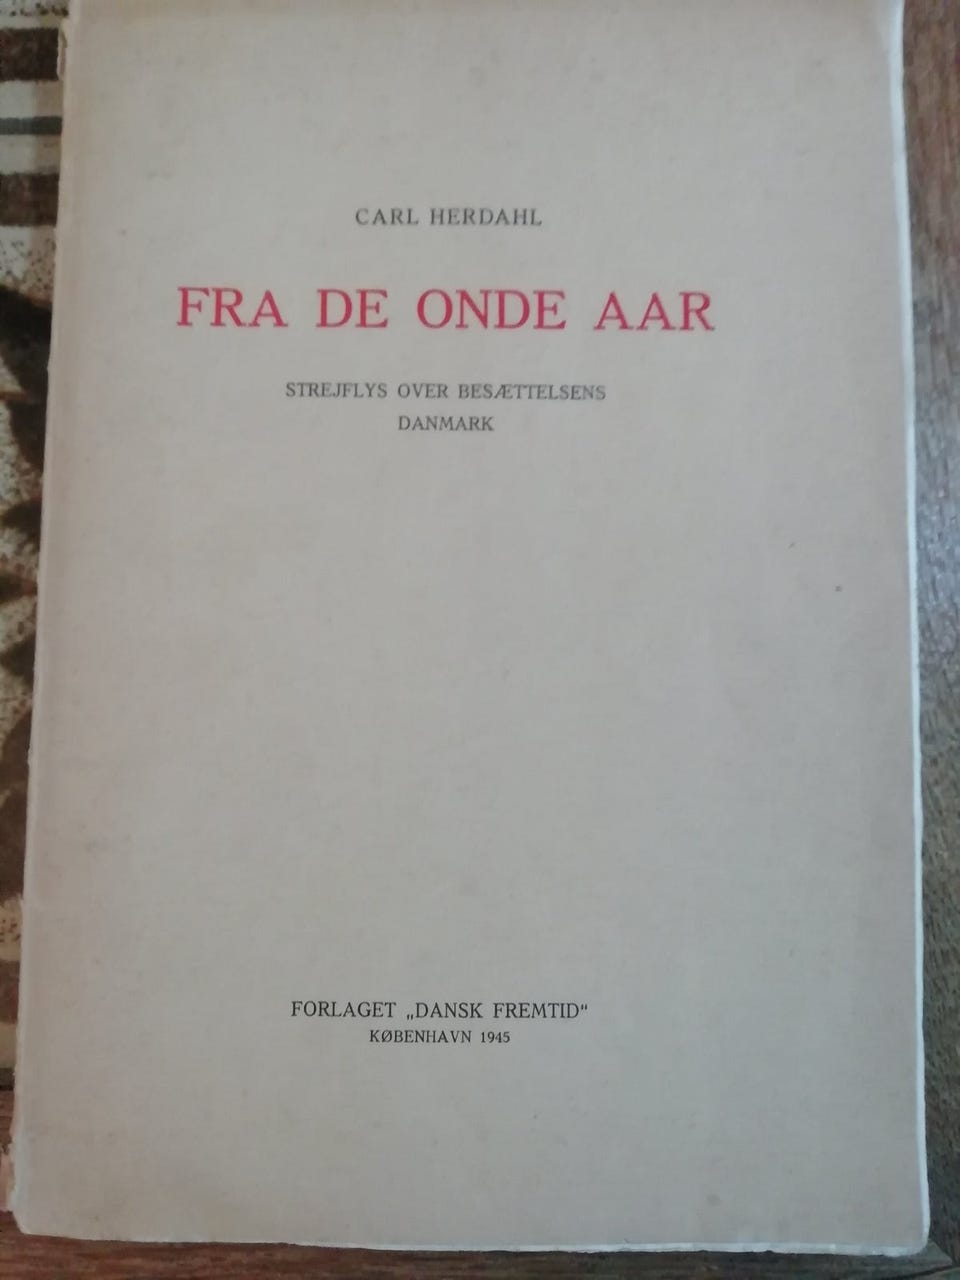 CARL HERDAHL
FRA DE ONDE AAR
STREJFLYS OVER BESÆTTELSENS
DANMARK
FORLAGET „DANSK FREMTID“
KØBENHAVN 1945